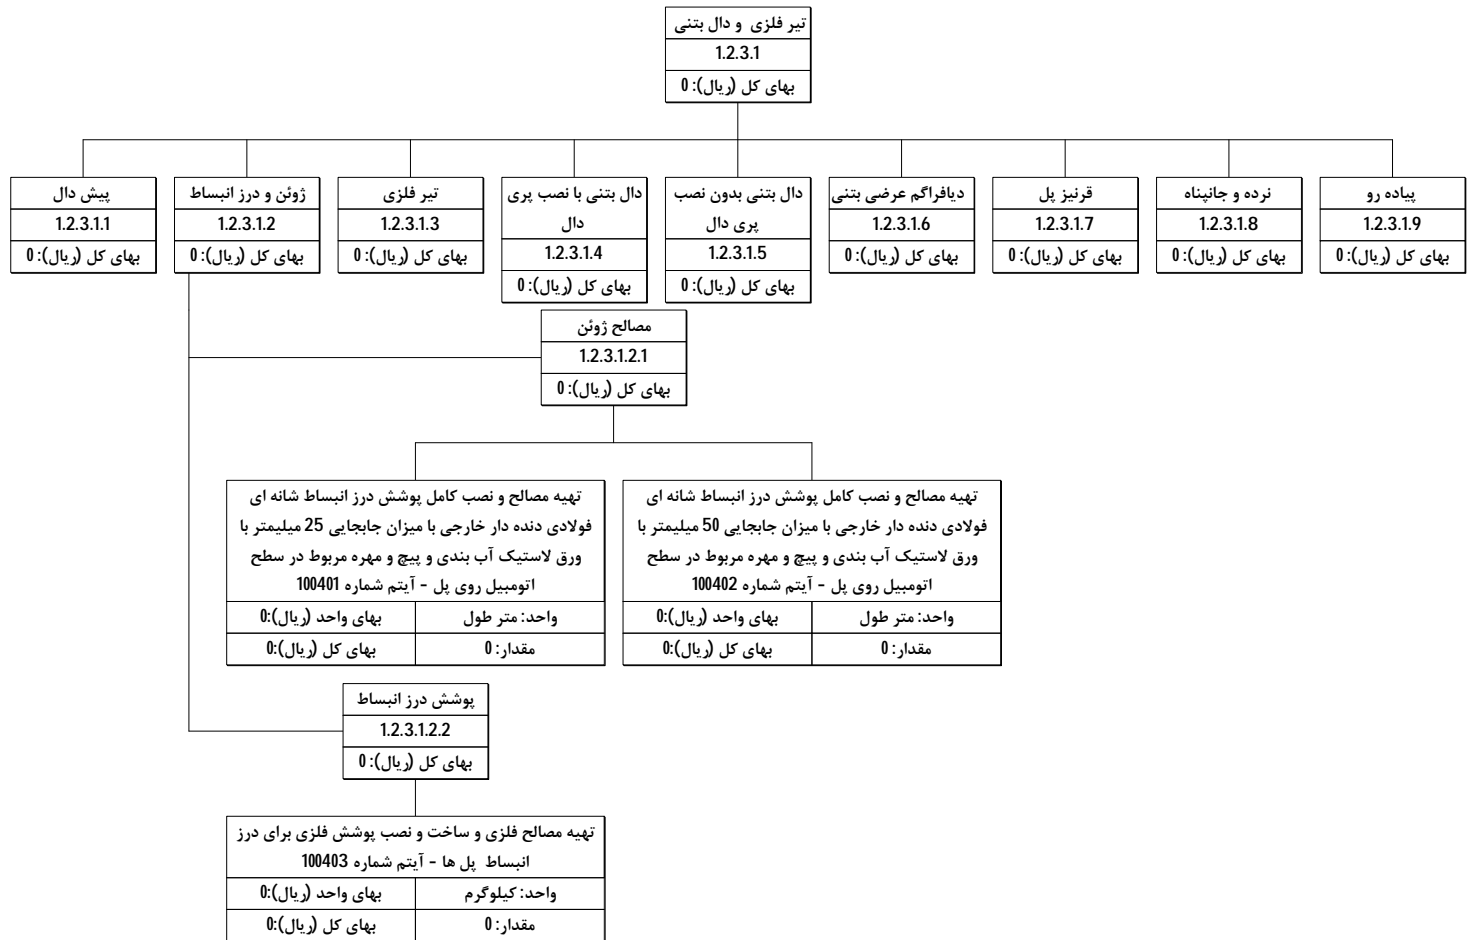 تیر فلزی و دال بتنی
1.2.3.1
بهای کل (ریال): 0
پیش دال
1.2.3.1.1
بهای کل (ریال): 0
ژوئن و درز انبساط
1.2.3.1.2
بهای کل (ریال): 0
تیر فلزی
1.2.3.1.3
بهای کل (ریال): 0
دال بتنی با نصب پری
دال
1.2.3.1.4
بهای کل (ریال): 0
دال بتنی بدون نصب
پری دال
1.2.3.1.5
بهای کل (ریال): 0
دیافراگم عرضی بتنی
1.2.3.1.6
بهای کل (ریال): 0
قرنیز پل
1.2.3.1.7
بهای کل (ریال): 0
نرده و جانپناه
1.2.3.1.8
بهای کل (ریال): 0
پیاده رو
1.2.3.1.9
بهای کل (ریال): 0
مصالح ژوئن
1.2.3.1.2.1
بهای کل (ریال): 0
تهیه مصالح و نصب کامل پوشش درز انبساط شانه ای
فولادی دنده دار خارجی با میزان جابجایی 25 میلیمتر با
ورق لاستیک آب بندی و پیچ و مهره مربوط در سطح
اتومبیل روی پل - آیتم شماره 100401
واحد: متر طول
بهای واحد (ریال):0
مقدار: 0
بهای کل (ریال):0
تهیه مصالح و نصب کامل پوشش درز انبساط شانه ای
فولادی دنده دار خارجی با میزان جابجایی 50 میلیمتر با
ورق لاستیک آب بندی و پیچ و مهره مربوط در سطح
اتومبیل روی پل - آیتم شماره 100402
واحد: متر طول
بهای واحد (ریال):0
مقدار: 0
بهای کل (ریال):0
پوشش درز انبساط
1.2.3.1.2.2
بهای کل (ریال): 0
تهیه مصالح فلزی و ساخت و نصب پوشش فلزی برای درز
انبساط پل ها - آیتم شماره 100403
واحد: کیلوگرم
بهای واحد (ریال):0
مقدار: 0
بهای کل (ریال):0